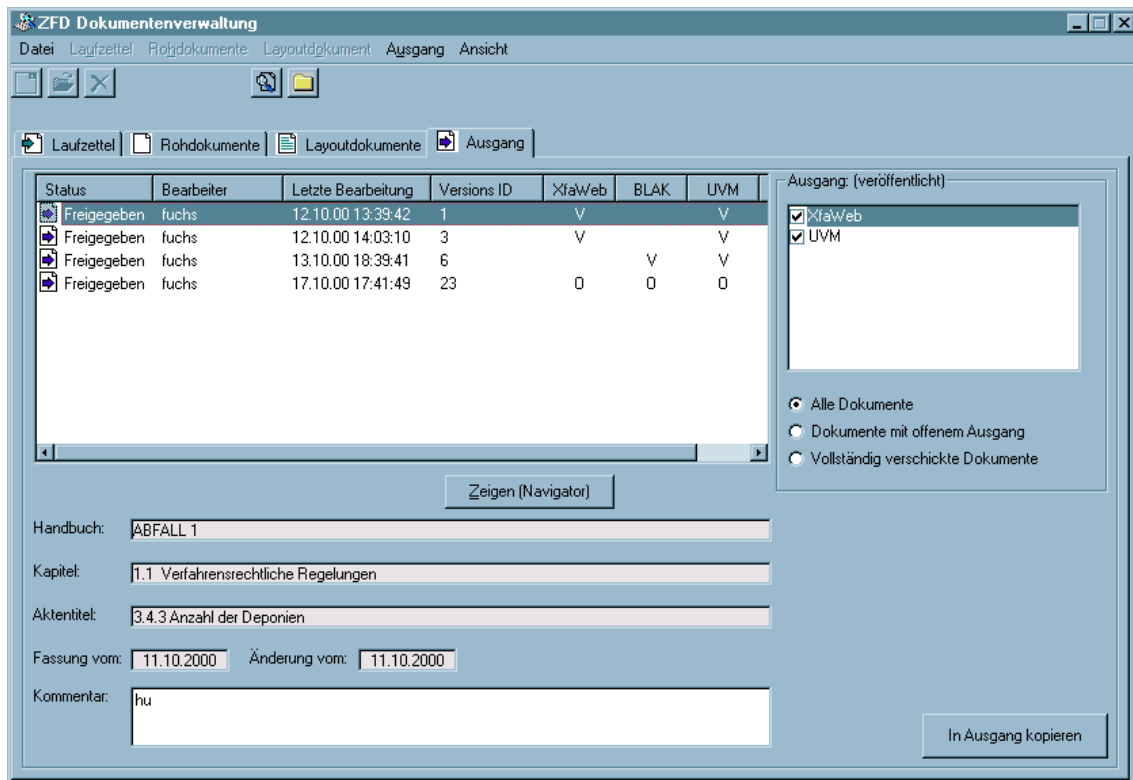 ZFD Dokumentenverwaltung
Datei Laufzettel Rohdokumente Layoutdokument Ausgang Ansicht
Laufzettel Rohdokumente Layoutdokumente Ausgang
Status Bearbeiter Letzte Bearbeitung Versions ID XfaWeb BLAK UVM
Freigegeben fuchs 12.10.00 13:39:42 1 V V
Freigegeben fuchs 12.10.00 14:03:10 3 V V
Freigegeben fuchs 13.10.00 18:39:41 6 V V
Freigegeben fuchs 17.10.00 17:41:49 23 O O O
Ausgang: (veröffentlicht)
XfaWeb
UVM
Alle Dokumente
Dokumente mit offenem Ausgang
Vollständig verschickte Dokumente
Zeigen (Navigator)
Handbuch: ABFALL 1
Kapitel: 1.1 Verfahrensrechtliche Regelungen
Aktentitel: 3.4.3 Anzahl der Deponien
Fassung vom: 11.10.2000 Änderung vom: 11.10.2000
Kommentar: hu
In Ausgang kopieren